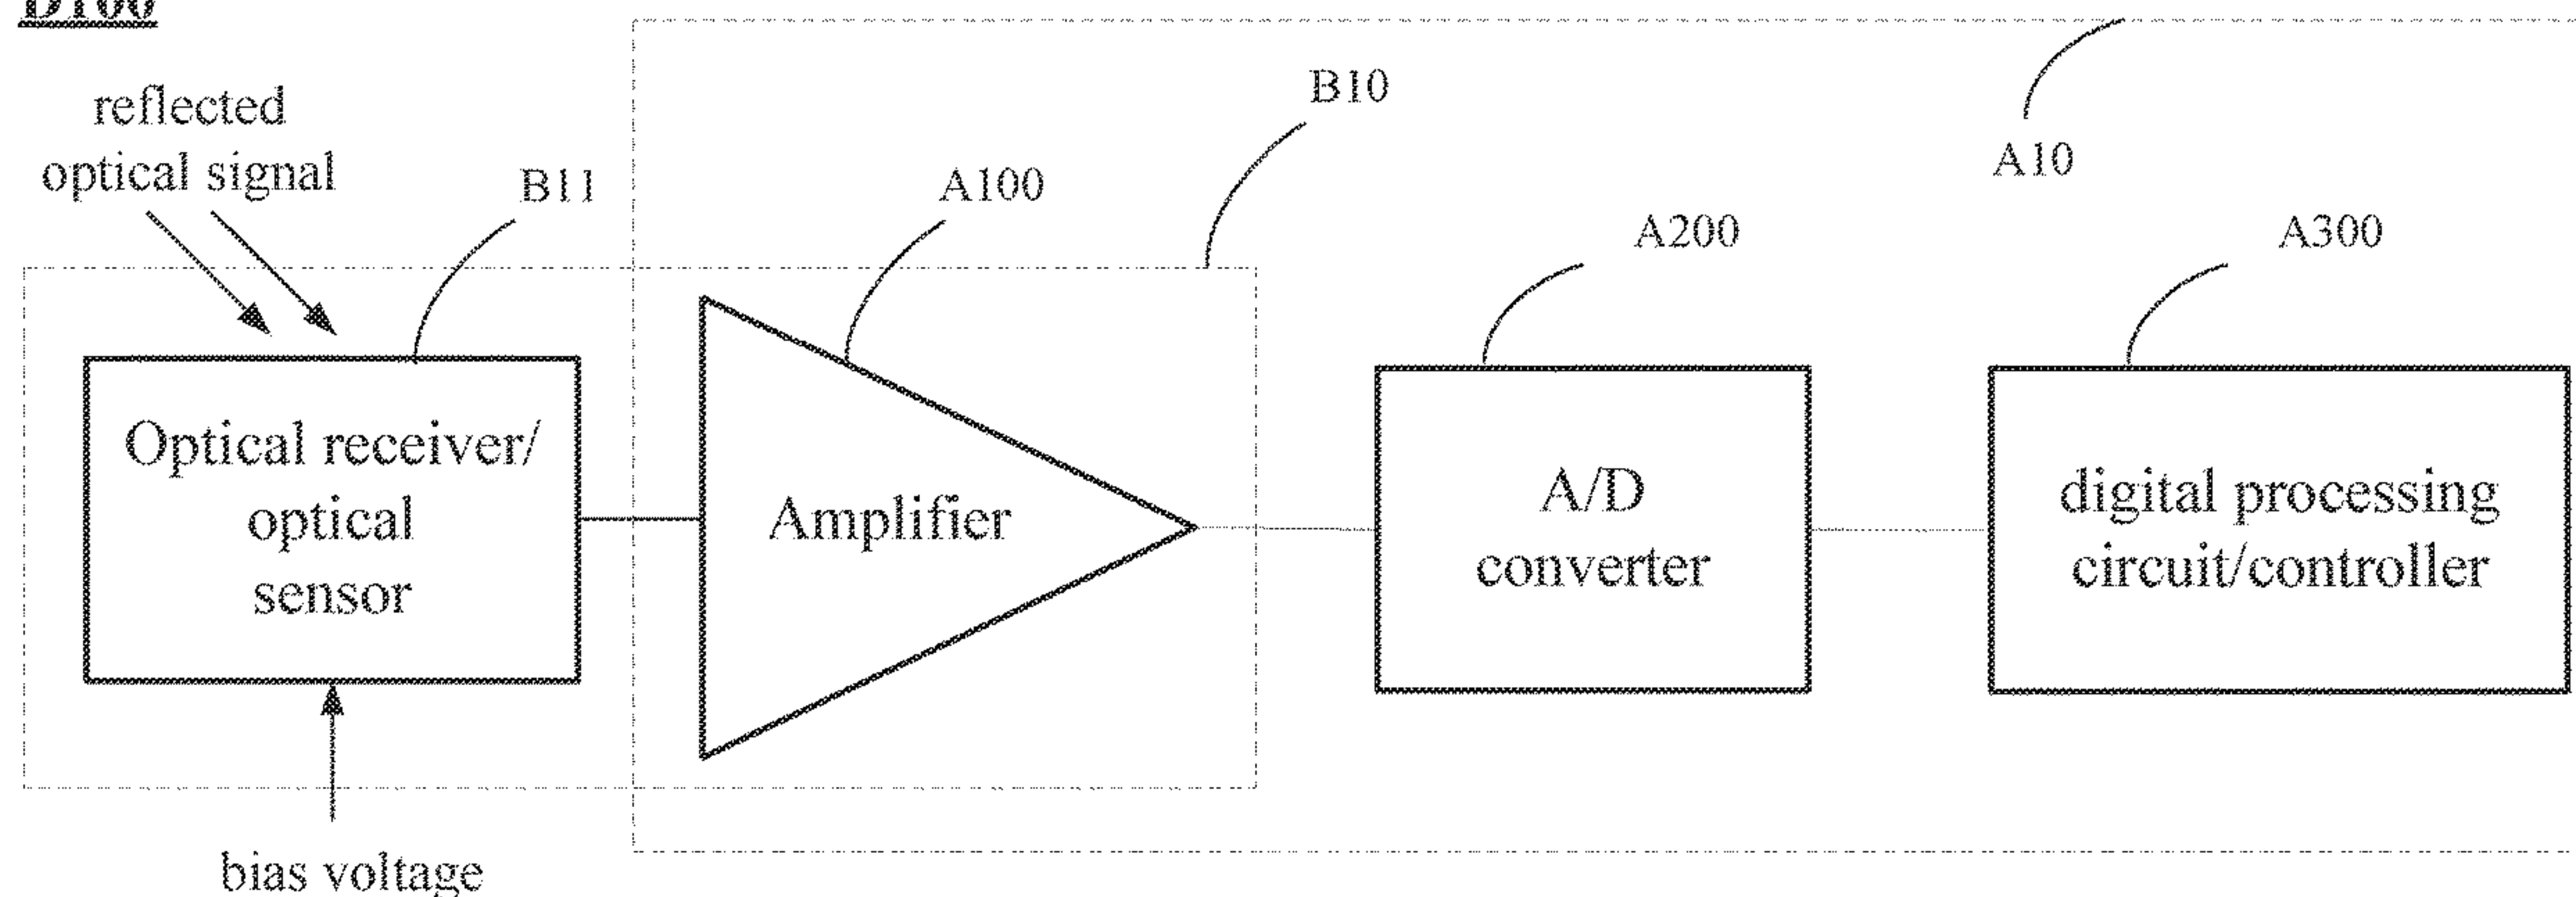 D100
reflected
optical signal
B11
A100
B10
A10
A200
A300
Optical receiver/
optical
sensor
Amplifier
A/D
converter
digital processing
circuit/controller
bias voltage